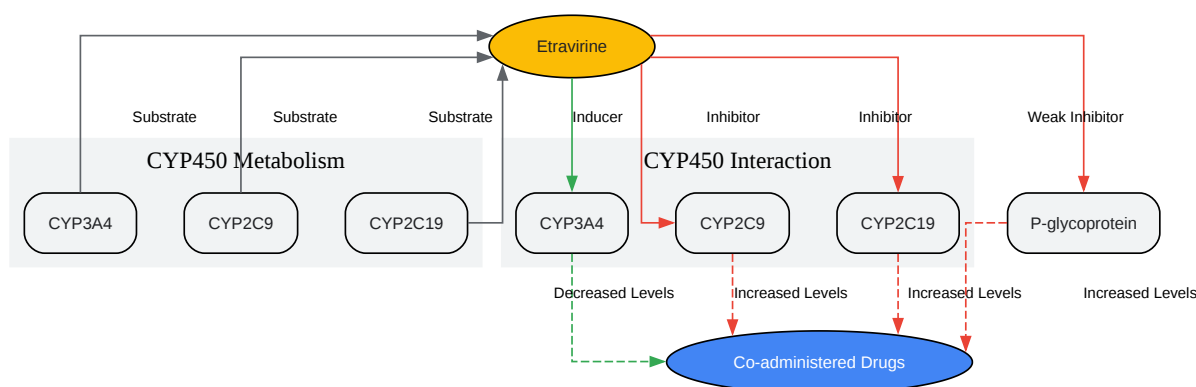 Etravirine
Substrate
Substrate
Substrate
Inducer
Inhibitor
Inhibitor
Weak Inhibitor
CYP450 Metabolism
CYP450 Interaction
CYP3A4
CYP2C9
CYP2C19
CYP3A4
CYP2C9
CYP2C19
P-glycoprotein
Decreased Levels
Increased Levels
Increased Levels
Increased Levels
Co-administered Drugs